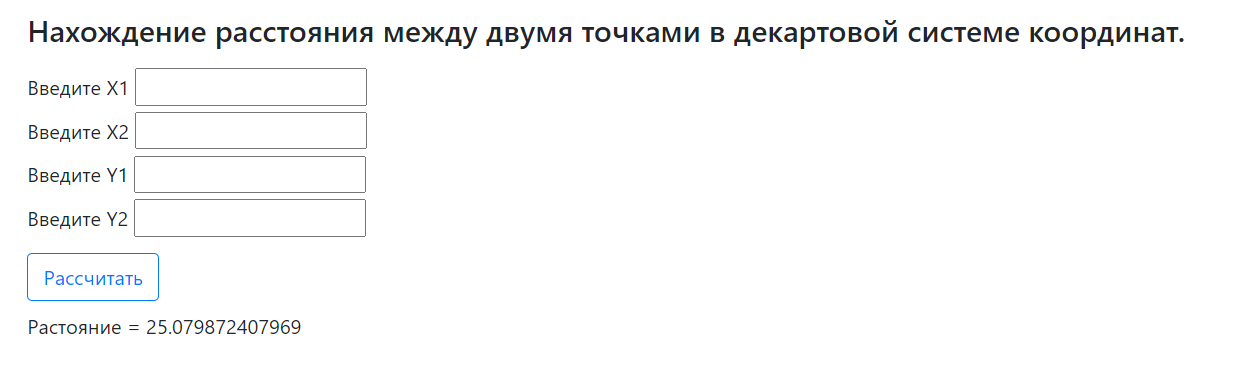 Нахождение расстояния между двумя точками в декартовой системе координат.
Введите X1
Введите X2
Введите Y1
Введите Y2
Рассчитать
Растояние = 25.079872407969